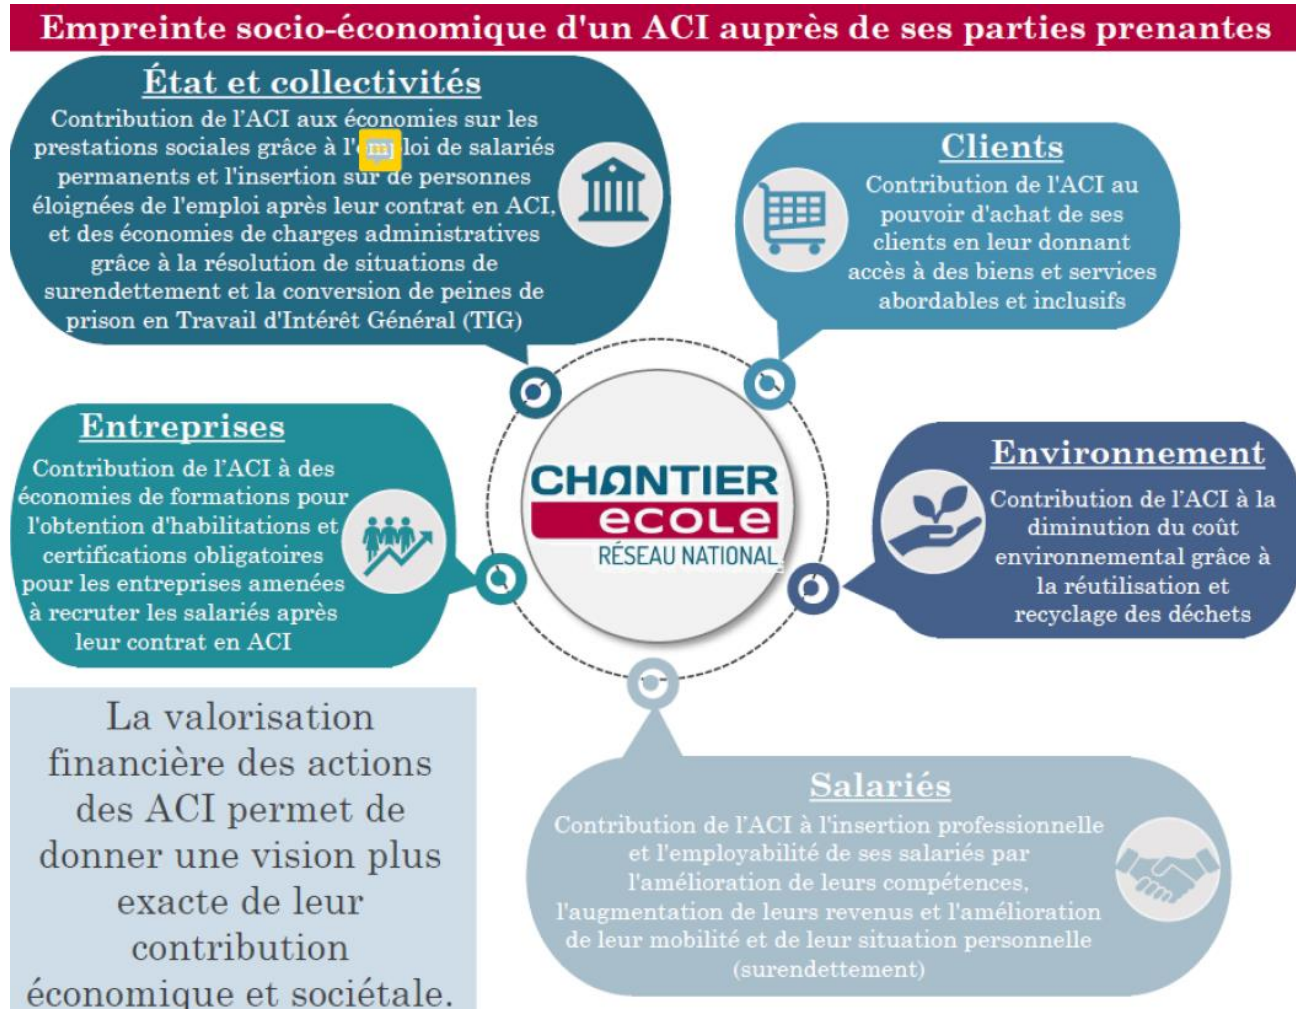 Empreinte socio-économique d'un ACI auprès de ses parties prenantes
État et collectivités
Contribution de l'ACI aux économies sur les
prestations sociales grâce à l'emploi de salariés
permanents et l'insertion sur de personnes
éloignées de l'emploi après leur contrat en ACI,
et des économies de charges administratives
grâce à la résolution de situations de
surendettement et la conversion de peines de
prison en Travail d'Intérêt Général (TIG)
Clients
Contribution de l'ACI au
pouvoir d'achat de ses
clients en leur donnant
accès à des biens et services
abordables et inclusifs
Entreprises
Contribution de l'ACI à des
économies de formations pour
l'obtention d'habilitations et
certifications obligatoires
pour les entreprises amenées
à recruter les salariés après
leur contrat en ACI
CHANTIER
ecole
RÉSEAU NATIONAL
Environnement
Contribution de l'ACI à la
diminution du coût
environnemental grâce à
la réutilisation et
recyclage des déchets
La valorisation
financière des actions
des ACI permet de
donner une vision plus
exacte de leur
contribution
économique et sociétale.
Salariés
Contribution de l'ACI à l'insertion professionnelle
et l'employabilité de ses salariés par
l'amélioration de leurs compétences,
l'augmentation de leurs revenus et l'amélioration
de leur mobilité et de leur situation personnelle
(surendettement)